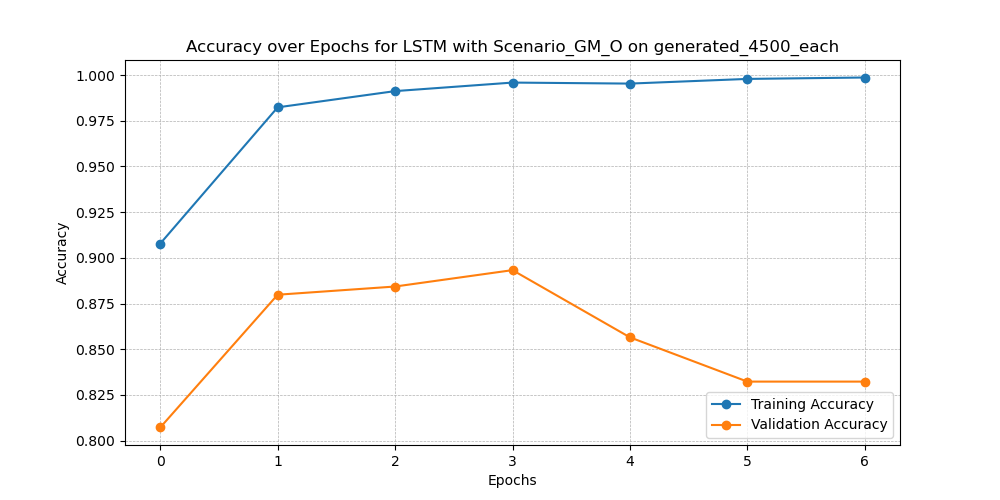 Accuracy over Epochs for LSTM with Scenario_GM_O on generated_4500_each
1.000
0.975
0.950
0.925
0.900
0.875
0.850
0.825
0.800
Accuracy
0 1 2 3 4 5 6
Epochs
Training Accuracy
Validation Accuracy